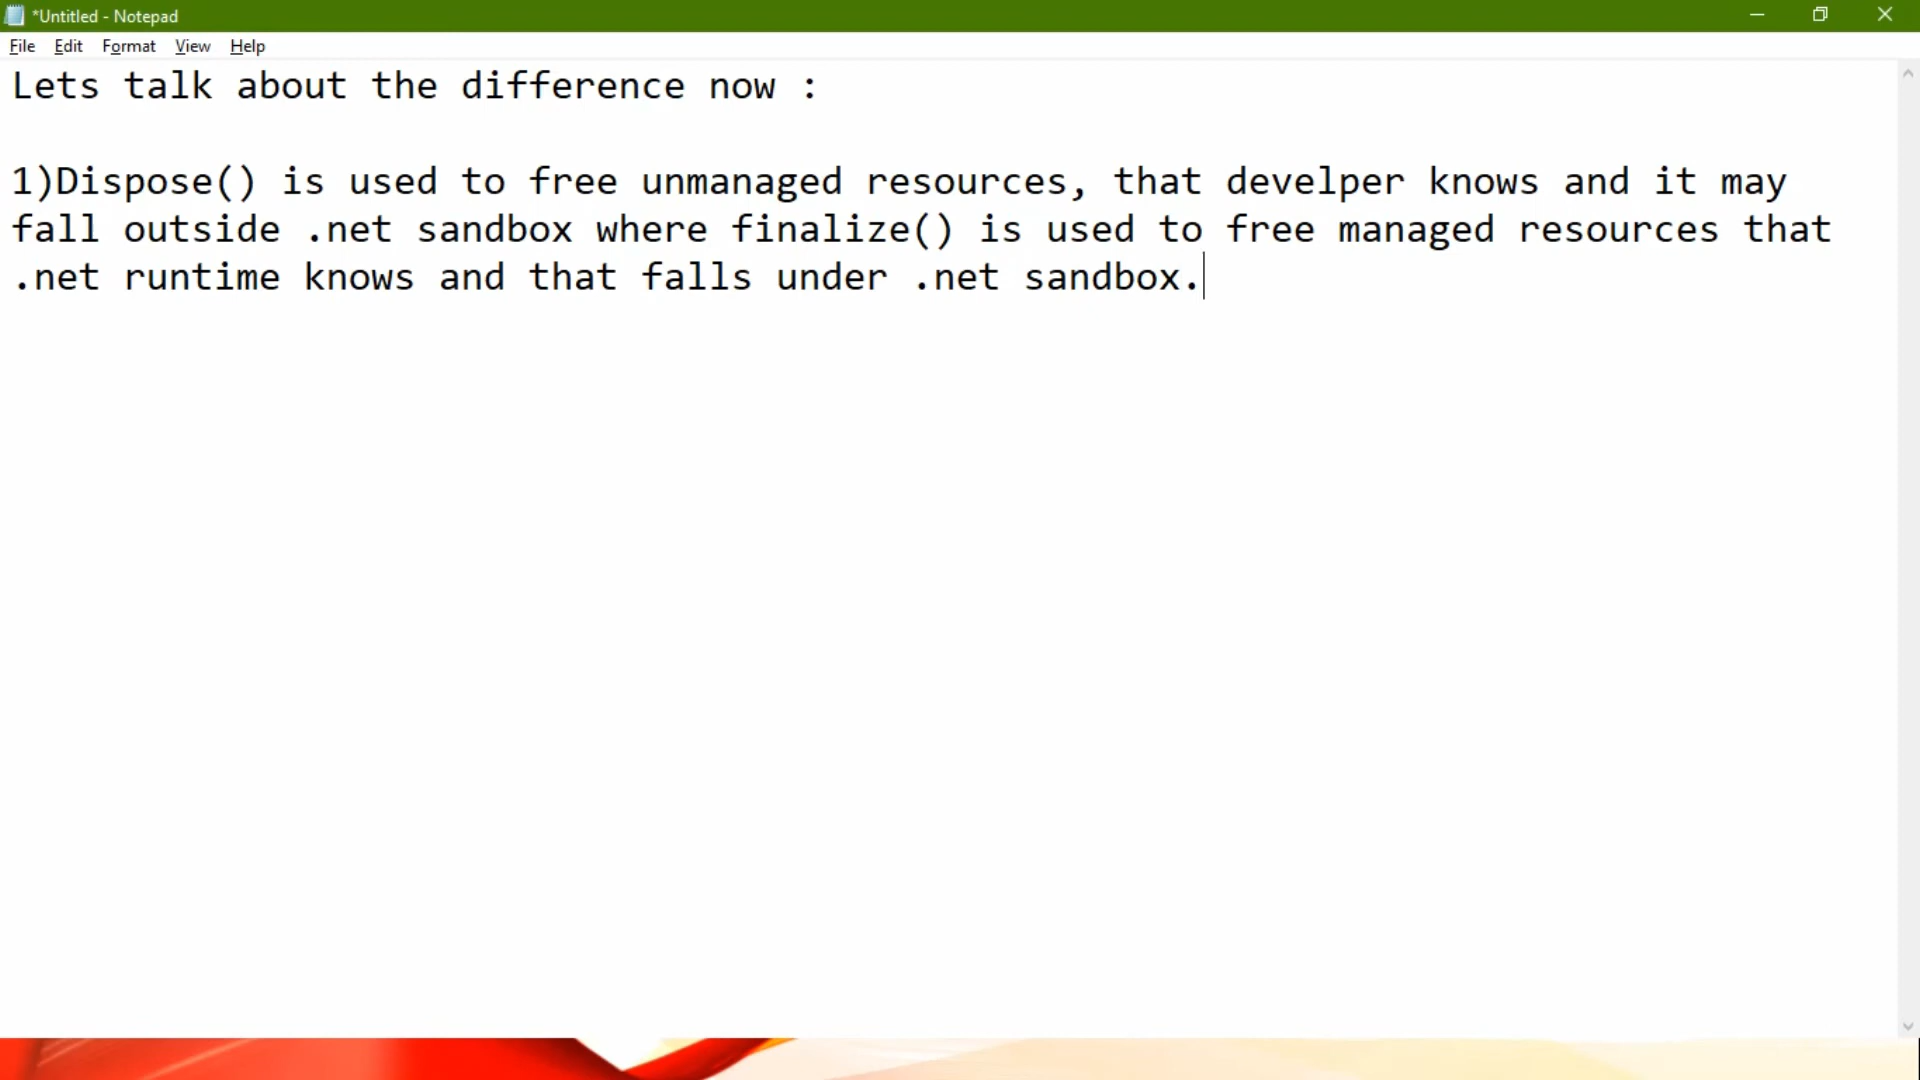 *Untitled - Notepad
File Edit Format View Help
Lets talk about the difference now :
1)Dispose() is used to free unmanaged resources, that develper knows and it may
fall outside .net sandbox where finalize() is used to free managed resources that
.net runtime knows and that falls under .net sandbox.